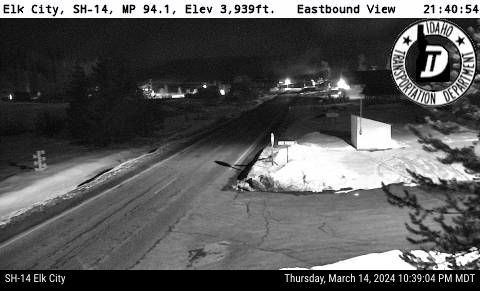 Elk City, SH-14, MP 94.1, Elev 3,939ft. Eastbound View 21:40:54
IDAHO
TRANSPORTATION DEPARTMENT
SH-14 Elk City Thursday, March 14, 2024 10:39:04 PM MDT